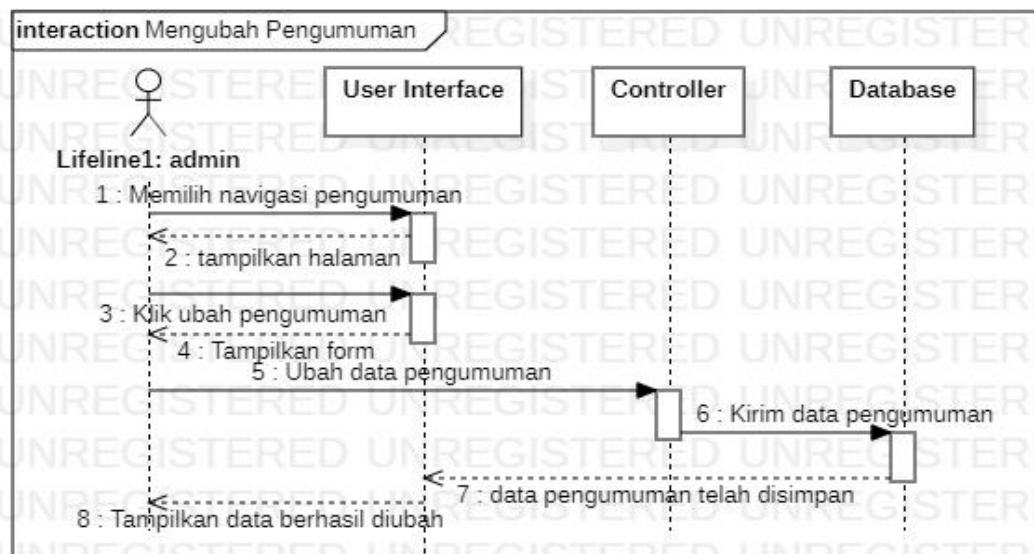 interaction Mengubah Pengumuman
User Interface
Controller
Database
Lifeline1: admin
1 : Memilih navigasi pengumuman
2 : tampilkan halaman
3 : Klik ubah pengumuman
4 : Tampilkan form
5 : Ubah data pengumuman
6 : Kirim data pengumuman
7 : data pengumuman telah disimpan
8 : Tampilkan data berhasil diubah
UNREGISTERED